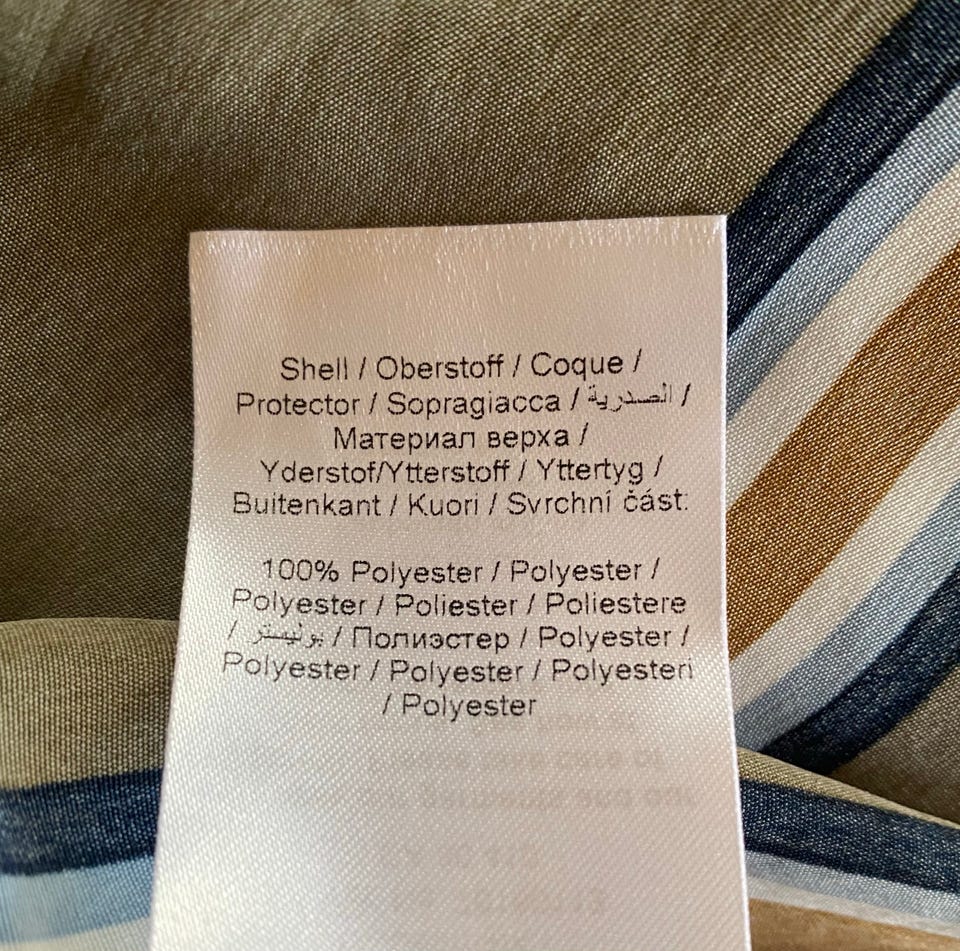 Shell / Oberstoff / Coque /
Protector / Sopragiacca / الصدرية /
Материал верха /
Yderstof/Ytterstoff / Yttertyg /
Buitenkant / Kuori / Svrchní část:
100% Polyester / Polyester /
Polyester / Poliester / Poliestere
/ بوليستر / Полиэстер / Polyester /
Polyester / Polyester / Polyesteri
/ Polyester